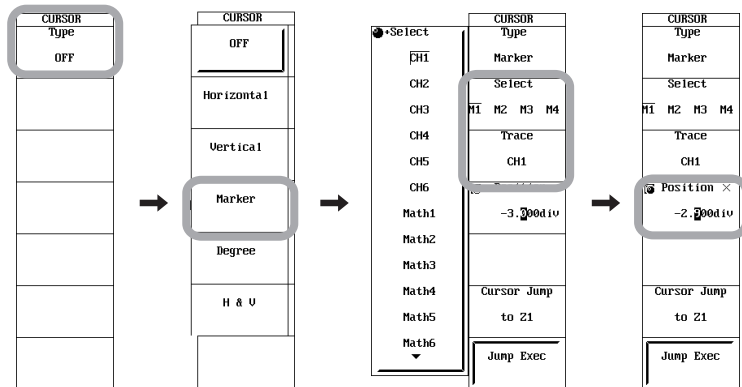 CURSOR
Type
OFF
CURSOR
OFF
Horizontal
Vertical
Marker
Degree
H & V
+Select
CH1
CH2
CH3
CH4
CH5
CH6
Math1
Math2
Math3
Math4
Math5
Math6
CURSOR
Type
Marker
Select
M1 M2 M3 M4
Trace
CH1
-3.000div
Cursor Jump
to Z1
Jump Exec
CURSOR
Type
Marker
Select
M1 M2 M3 M4
Trace
CH1
Position ×
-2.900div
Cursor Jump
to Z1
Jump Exec